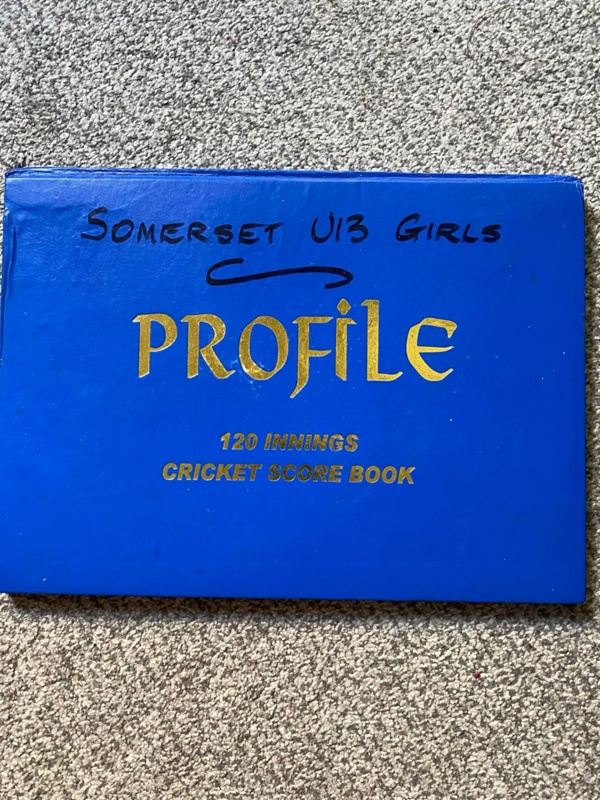 SOMERSET U13 GIRLS
PROFILE
120 INNINGS
CRICKET SCORE BOOK